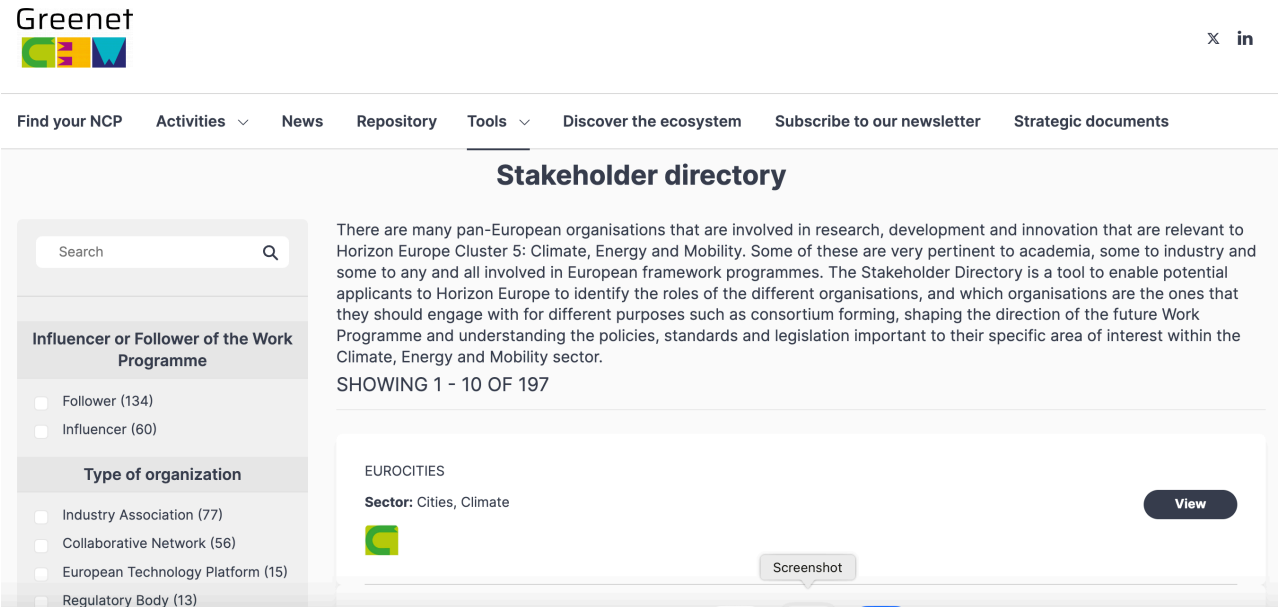 Greenet
CEW
Find your NCP
Activities
News
Repository
Tools
Discover the ecosystem
Subscribe to our newsletter
Strategic documents
Stakeholder directory
Search
Influencer or Follower of the Work
Programme
Follower (134)
Influencer (60)
Type of organization
Industry Association (77)
Collaborative Network (56)
European Technology Platform (15)
Regulatory Body (13)
There are many pan-European organisations that are involved in research, development and innovation that are relevant to
Horizon Europe Cluster 5: Climate, Energy and Mobility. Some of these are very pertinent to academia, some to industry and
some to any and all involved in European framework programmes. The Stakeholder Directory is a tool to enable potential
applicants to Horizon Europe to identify the roles of the different organisations, and which organisations are the ones that
they should engage with for different purposes such as consortium forming, shaping the direction of the future Work
Programme and understanding the policies, standards and legislation important to their specific area of interest within the
Climate, Energy and Mobility sector.
SHOWING 1 - 10 OF 197
EUROCITIES
Sector: Cities, Climate
View
Screenshot